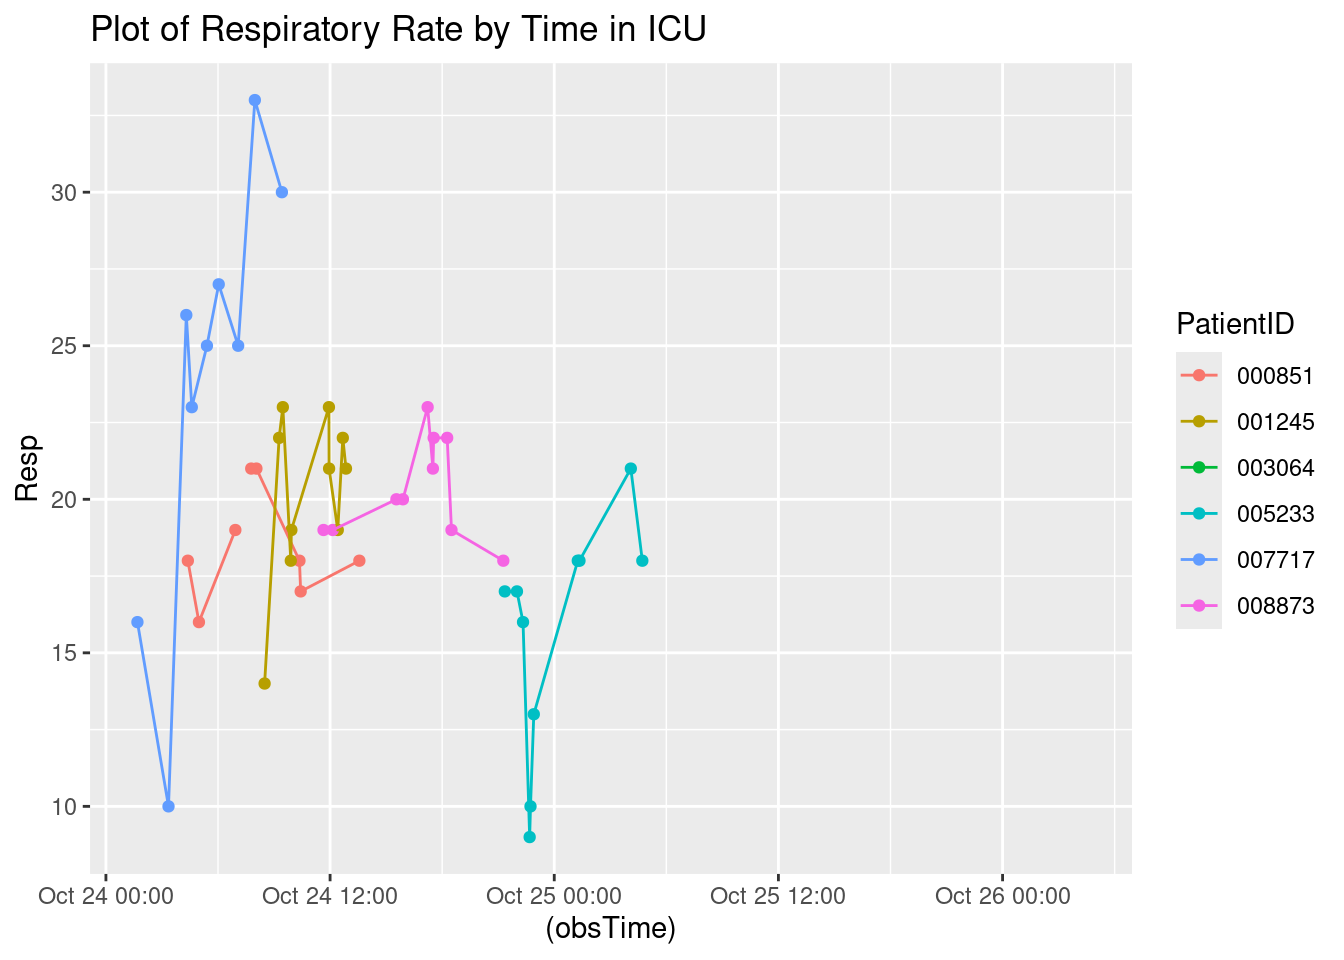 Plot of Respiratory Rate by Time in ICU
Resp
30
25
20
15
10
Oct 24 00:00
Oct 24 12:00
Oct 25 00:00
Oct 25 12:00
Oct 26 00:00
(obsTime)
PatientID
000851
001245
003064
005233
007717
008873